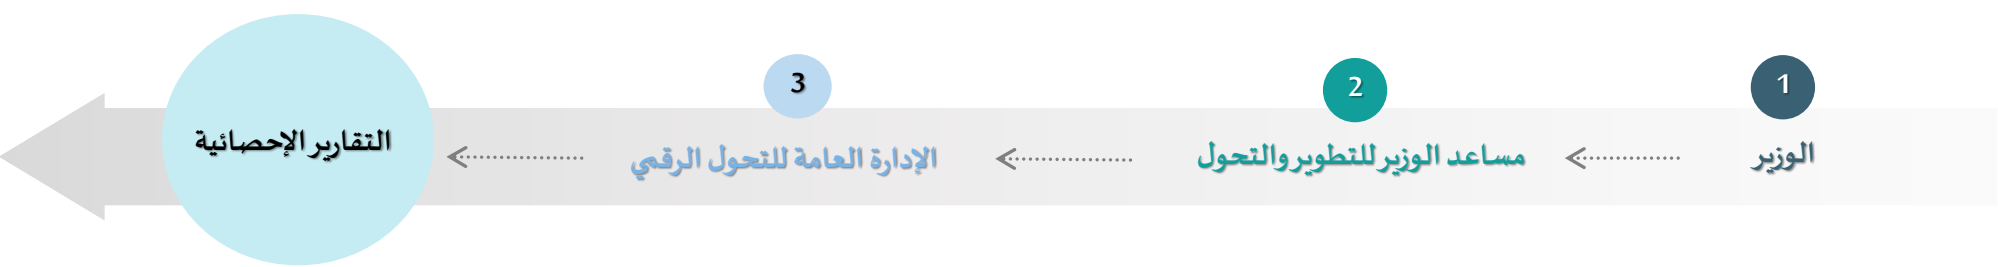 1
الوزير
2
مساعد الوزير للتطوير والتحول
3
الإدارة العامة للتحول الرقمي
التقارير الإحصائية